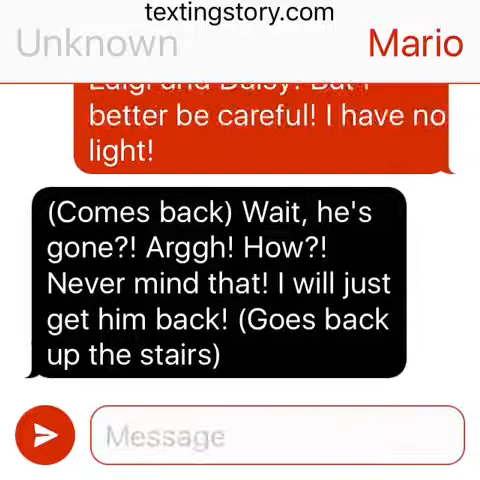 textingstory.com
Unknown Mario
Luigi and Daisy! But I
better be careful! I have no
light!
(Comes back) Wait, he's
gone?! Arggh! How?!
Never mind that! I will just
get him back! (Goes back
up the stairs)
Message